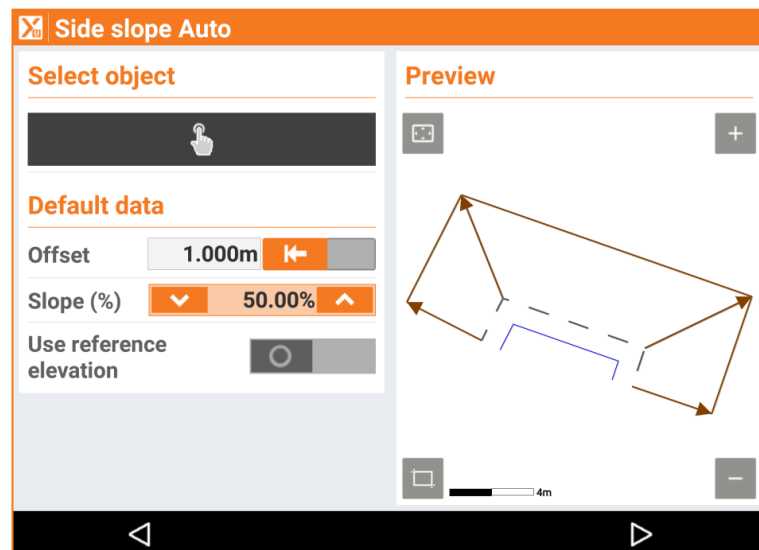 Side slope Auto
Select object
Preview
Default data
Offset 1.000m
Slope (%) 50.00%
Use reference
elevation
4m